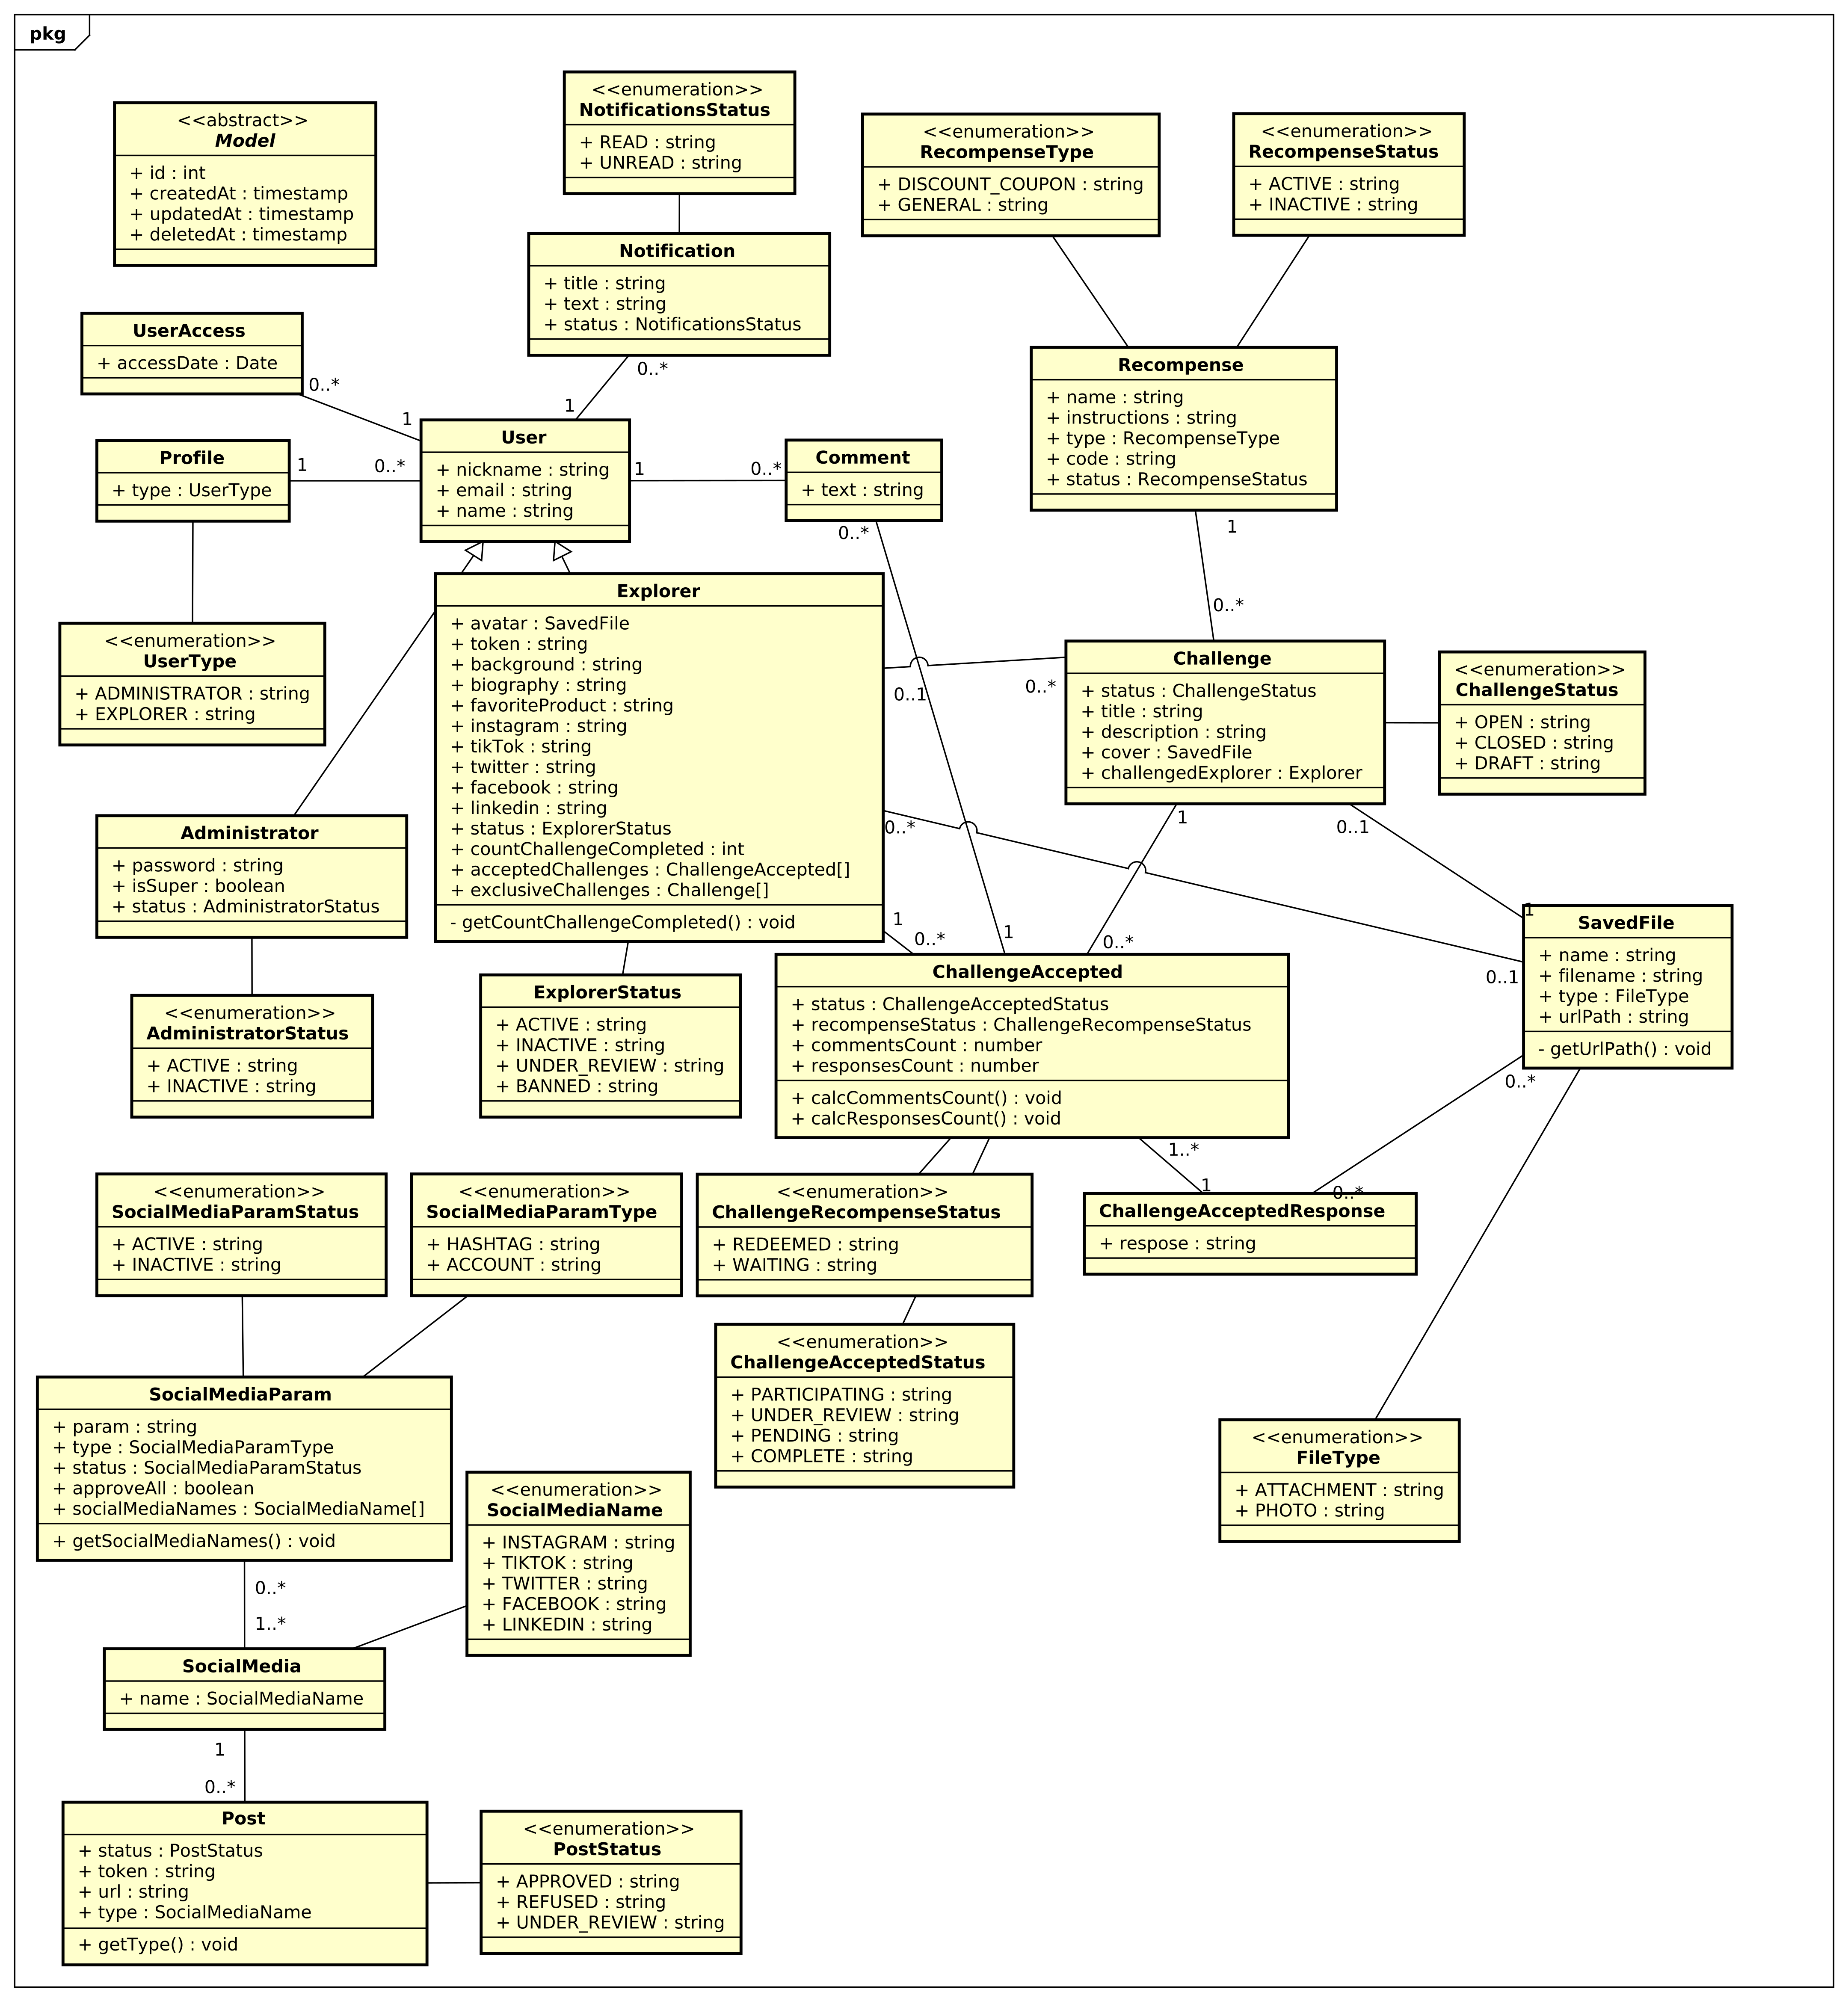 pkg
<<abstract>>
Model
+ id : int
+ createdAt : timestamp
+ updatedAt : timestamp
+ deletedAt : timestamp
<<enumeration>>
NotificationsStatus
+ READ : string
+ UNREAD : string
<<enumeration>>
RecompenseType
+ DISCOUNT_COUPON : string
+ GENERAL : string
<<enumeration>>
RecompenseStatus
+ ACTIVE : string
+ INACTIVE : string
Notification
+ title : string
+ text : string
+ status : NotificationsStatus
0..*
1
UserAccess
+ accessDate : Date
0..*
1
Recompense
+ name : string
+ instructions : string
+ type : RecompenseType
+ code : string
+ status : RecompenseStatus
1
0..*
Profile
+ type : UserType
1
0..*
User
+ nickname : string
+ email : string
+ name : string
1
0..*
Comment
+ text : string
0..*
<<enumeration>>
UserType
+ ADMINISTRATOR : string
+ EXPLORER : string
Explorer
+ avatar : SavedFile
+ token : string
+ background : string
+ biography : string
+ favoriteProduct : string
+ instagram : string
+ tikTok : string
+ twitter : string
+ facebook : string
+ linkedin : string
+ status : ExplorerStatus
+ countChallengeCompleted : int
+ acceptedChallenges : ChallengeAccepted[]
+ exclusiveChallenges : Challenge[]
- getCountChallengeCompleted() : void
0..1
0..*
Challenge
+ status : ChallengeStatus
+ title : string
+ description : string
+ cover : SavedFile
+ challengedExplorer : Explorer
<<enumeration>>
ChallengeStatus
+ OPEN : string
+ CLOSED : string
+ DRAFT : string
0..*
1
0..1
Administrator
+ password : string
+ isSuper : boolean
+ status : AdministratorStatus
1
0..*
1
0..*
1
0..1
SavedFile
+ name : string
+ filename : string
+ type : FileType
+ urlPath : string
- getUrlPath() : void
0..*
<<enumeration>>
AdministratorStatus
+ ACTIVE : string
+ INACTIVE : string
ExplorerStatus
+ ACTIVE : string
+ INACTIVE : string
+ UNDER_REVIEW : string
+ BANNED : string
ChallengeAccepted
+ status : ChallengeAcceptedStatus
+ recompenseStatus : ChallengeRecompenseStatus
+ commentsCount : number
+ responsesCount : number
+ calcCommentsCount() : void
+ calcResponsesCount() : void
1..*
1
0..*
<<enumeration>>
SocialMediaParamStatus
+ ACTIVE : string
+ INACTIVE : string
<<enumeration>>
SocialMediaParamType
+ HASHTAG : string
+ ACCOUNT : string
<<enumeration>>
ChallengeRecompenseStatus
+ REDEEMED : string
+ WAITING : string
ChallengeAcceptedResponse
+ respose : string
<<enumeration>>
ChallengeAcceptedStatus
+ PARTICIPATING : string
+ UNDER_REVIEW : string
+ PENDING : string
+ COMPLETE : string
SocialMediaParam
+ param : string
+ type : SocialMediaParamType
+ status : SocialMediaParamStatus
+ approveAll : boolean
+ socialMediaNames : SocialMediaName[]
+ getSocialMediaNames() : void
<<enumeration>>
FileType
+ ATTACHMENT : string
+ PHOTO : string
<<enumeration>>
SocialMediaName
+ INSTAGRAM : string
+ TIKTOK : string
+ TWITTER : string
+ FACEBOOK : string
+ LINKEDIN : string
0..*
1..*
SocialMedia
+ name : SocialMediaName
1
0..*
Post
+ status : PostStatus
+ token : string
+ url : string
+ type : SocialMediaName
+ getType() : void
<<enumeration>>
PostStatus
+ APPROVED : string
+ REFUSED : string
+ UNDER_REVIEW : string